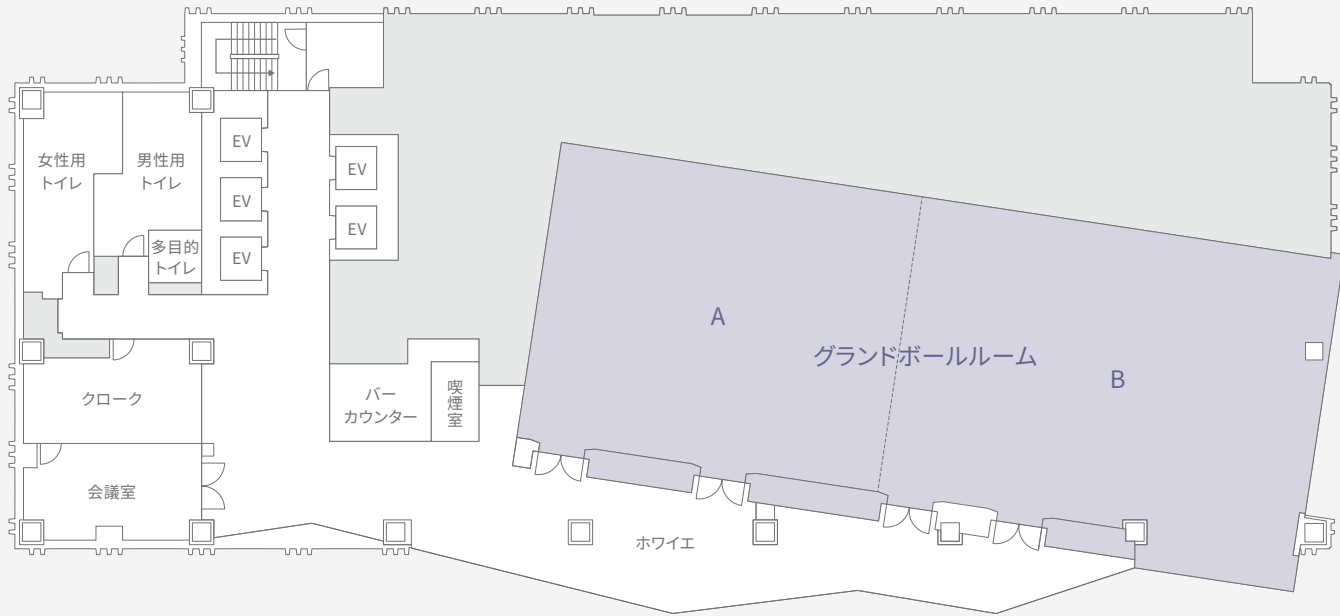 EV
EV
女性用
トイレ
男性用
トイレ
EV
EV
多目的
トイレ
EV
A
グランドボールルーム
B
バー
カウンター
喫煙室
クローク
会議室
ホワイエ